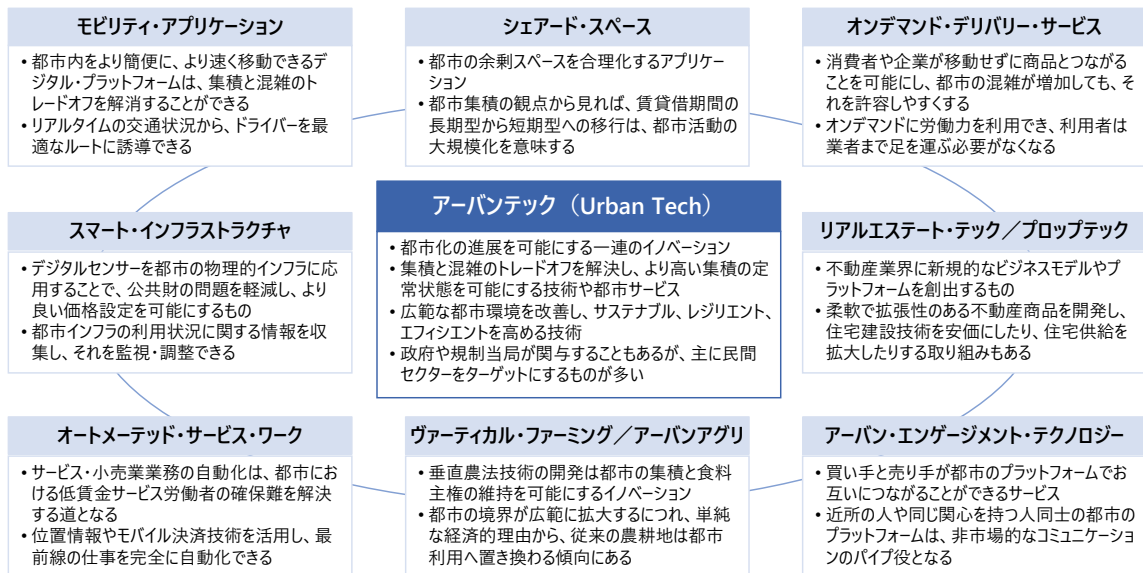 モビリティ・アプリケーション
• 都市内をより簡便に、より速く移動できるデ
ジタル・プラットフォームは、集積と混雑のト
レードオフを解消することができる
• リアルタイムの交通状況から、ドライバーを最
適なルートに誘導できる
シェアード・スペース
• 都市の余剰スペースを合理化するアプリケー
ション
• 都市集積の観点から見れば、賃貸借期間の
長期型から短期型への移行は、都市活動の
大規模化を意味する
オンデマンド・デリバリー・サービス
• 消費者や企業が移動せずに商品とつながる
ことを可能にし、都市の混雑が増加しても、そ
れを許容しやすくする
• オンデマンドに労働力を利用でき、利用者は
業者まで足を運ぶ必要がなくなる
スマート・インフラストラクチャ
• デジタルセンサーを都市の物理的インフラに応
用することで、公共財の問題を軽減し、より
良い価格設定を可能にするもの
• 都市インフラの利用状況に関する情報を収
集し、それを監視・調整できる
アーバンテック（Urban Tech）
• 都市化の進展を可能にする一連のイノベーション
• 集積と混雑のトレードオフを解決し、より高い集積の定
常状態を可能にする技術や都市サービス
• 広範な都市環境を改善し、サステナブル、レジリエント、
エフィシエントを高める技術
• 政府や規制当局が関与することもあるが、主に民間
セクターをターゲットにするものが多い
リアルエステート・テック／プロップテック
• 不動産業界に新規的なビジネスモデルやプ
ラットフォームを創出するもの
• 柔軟で拡張性のある不動産商品を開発し、
住宅建設技術を安価にしたり、住宅供給を
拡大したりする取り組みもある
オートメーテッド・サービス・ワーク
• サービス・小売業業務の自動化は、都市にお
ける低賃金サービス労働者の確保難を解決
する道となる
• 位置情報やモバイル決済技術を活用し、最
前線の仕事を完全に自動化できる
ヴァーティカル・ファーミング／アーバンアグリ
• 垂直農法技術の開発は都市の集積と食料
主権の維持を可能にするイノベーション
• 都市の境界が広範に拡大するにつれ、単純
な経済的理由から、従来の農耕地は都市
利用へ置き換わる傾向にある
アーバン・エンゲージメント・テクノロジー
• 買い手と売り手が都市のプラットフォームでお
互いにつながることができるサービス
• 近所の人や同じ関心を持つ人同士の都市の
プラットフォームは、非市場的なコミュニケーショ
ンのパイプ役となる